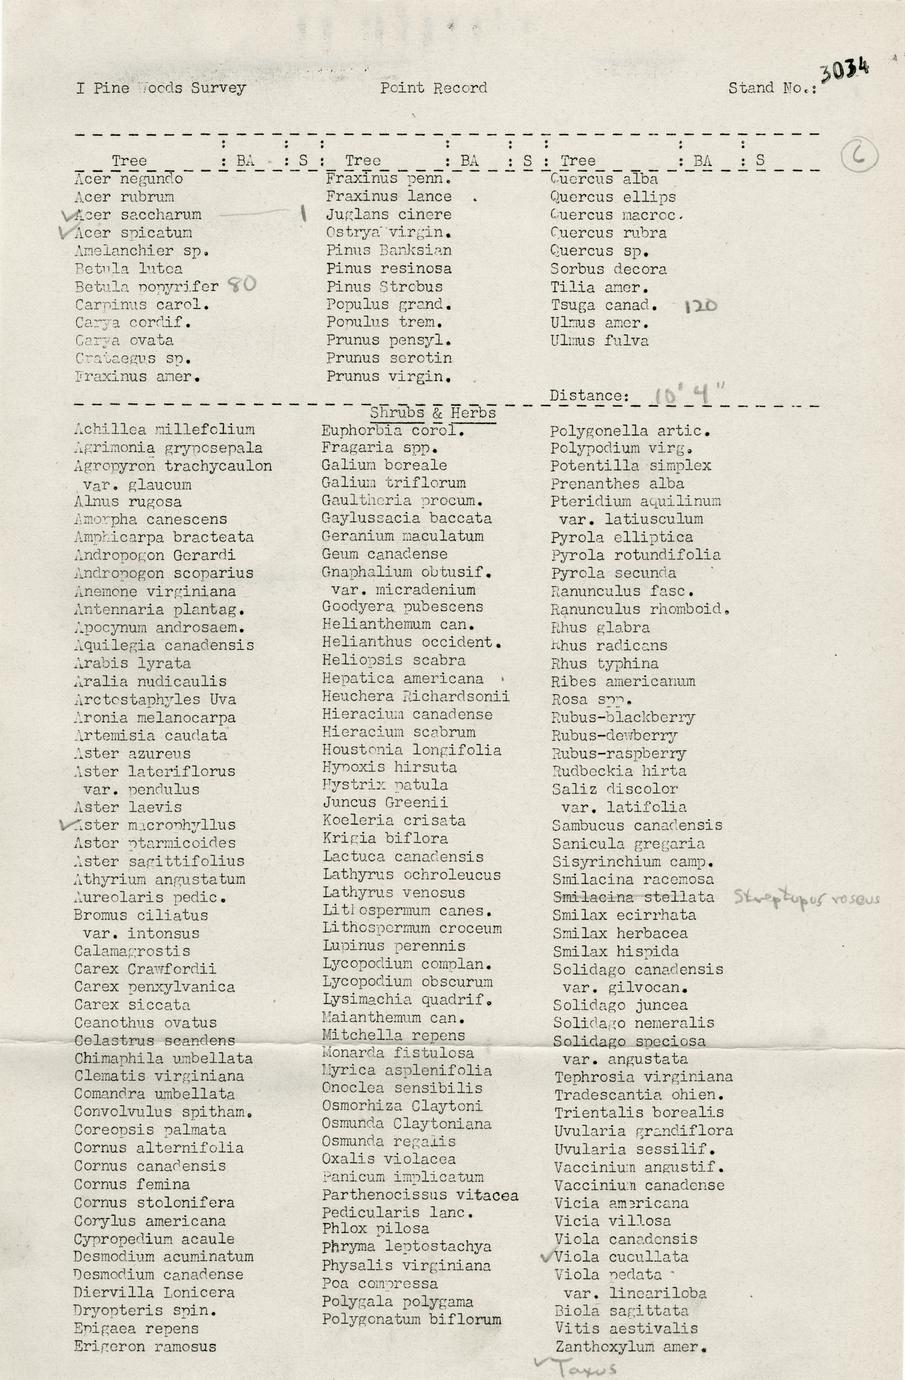 I Pine Woods Survey Point Record Stand No.: 3034
Tree : BA : S : Tree : BA : S : Tree : BA : S
6
Acer negundo
Acer rubrum
✓ Acer saccharum 1
✓ Acer spicatum
Amelanchier sp.
Betula lutea
Betula popyrifer 80
Carpinus carol.
Carya cordif.
Carya ovata
Crataegus sp.
Fraxinus amer.
Fraxinus penn.
Fraxinus lance
Juglans cinere
Ostrya virgin.
Pinus Banksian
Pinus resinosa
Pinus Strobus
Populus grand.
Populus trem.
Prunus pensyl.
Prunus serotin
Prunus virgin.
Quercus alba
Quercus ellips
Quercus macroc.
Quercus rubra
Quercus sp.
Sorbus decora
Tilia amer.
Tsuga canad. 120
Ulmus amer.
Ulmus fulva
Distance: 10' 4"
Shrubs & Herbs
Achillea millefolium
Agrimonia gryposepala
Agropyron trachycaulon
var. glaucum
Alnus rugosa
Amorpha canescens
Amphicarpa bracteata
Andropogon Gerardi
Andropogon scoparius
Anemone virginiana
Antennaria plantag.
Apocynum androsaem.
Aquilegia canadensis
Arabis lyrata
Aralia nudicaulis
Arctostaphyles Uva
Aronia melanocarpa
Artemisia caudata
Aster azureus
Aster lateriflorus
var. pendulus
Aster laevis
✓ Aster macrophyllus
Aster ptarmicoides
Aster sagittifolius
Athyrium angustatum
Aureolaris pedic.
Bromus ciliatus
var. intonsus
Calamagrostis
Carex Crawfordii
Carex penxylvanica
Carex siccata
Ceanothus ovatus
Celastrus scandens
Chimaphila umbellata
Clematis virginiana
Comandra umbellata
Convolvulus spitham.
Coreopsis palmata
Cornus alternifolia
Cornus canadensis
Cornus femina
Cornus stolonifera
Corylus americana
Cypropedium acaule
Desmodium acuminatum
Desmodium canadense
Diervilla Lonicera
Dryopteris spin.
Epigaea repens
Erigeron ramosus
Euphorbia corol.
Fragaria spp.
Galium boreale
Galium triflorum
Gaultheria procum.
Gaylussacia baccata
Geranium maculatum
Geum canadense
Gnaphalium obtusif.
var. micradenium
Goodyera pubescens
Helianthemum can.
Helianthus occident.
Heliopsis scabra
Hepatica americana
Heuchera Richardsonii
Hieracium canadense
Hieracium scabrum
Houstonia longifolia
Hypoxis hirsuta
Hystrix patula
Juncus Greenii
Koeleria crisata
Krigia biflora
Lactuca canadensis
Lathyrus ochroleucus
Lathyrus venosus
Lithospermum canes.
Lithospermum croceum
Lupinus perennis
Lycopodium complan.
Lycopodium obscurum
Lysimachia quadrif.
Maianthemum can.
Mitchella repens
Monarda fistulosa
Myrica asplenifolia
Onoclea sensibilis
Osmorhiza Claytoni
Osmunda Claytoniana
Osmunda regalis
Oxalis violacea
Panicum implicatum
Parthenocissus vitacea
Pedicularis lanc.
Phlox pilosa
Phryma leptostachya
Physalis virginiana
Poa compressa
Polygala polygama
Polygonatum biflorum
Polygonella artic.
Polypodium virg.
Potentilla simplex
Prenanthes alba
Pteridium aquilinum
var. latiusculum
Pyrola elliptica
Pyrola rotundifolia
Pyrola secunda
Ranunculus fasc.
Ranunculus rhomboid.
Rhus glabra
Rhus radicans
Rhus typhina
Ribes americanum
Rosa spp.
Rubus-blackberry
Rubus-dewberry
Rubus-raspberry
Rudbeckia hirta
Saliz discolor
var. latifolia
Sambucus canadensis
Sanicula gregaria
Sisyrinchium camp.
Smilacina racemosa
Smilacina stellata Streptopus roseus
Smilax ecirrhata
Smilax herbacea
Smilax hispida
Solidago canadensis
var. gilvocan.
Solidago juncea
Solidago nemeralis
Solidago speciosa
var. angustata
Tephrosia virginiana
Tradescantia ohien.
Trientalis borealis
Uvularia grandiflora
Uvularia sessilif.
Vaccinium angustif.
Vaccinium canadense
Vicia americana
Vicia villosa
Viola canadensis
✓ Viola cucullata
Viola pedata
var. lineariloba
Biola sagittata
Vitis aestivalis
Zanthoxylum amer.
✓ Taxus